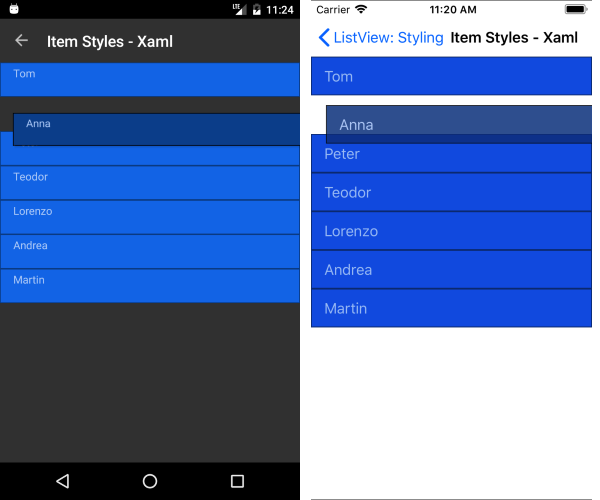 LTE 11:24
Item Styles - Xaml
Tom
Anna
Teodor
Lorenzo
Andrea
Martin
Carrier 11:20 AM
ListView: Styling Item Styles - Xaml
Tom
Anna
Peter
Teodor
Lorenzo
Andrea
Martin